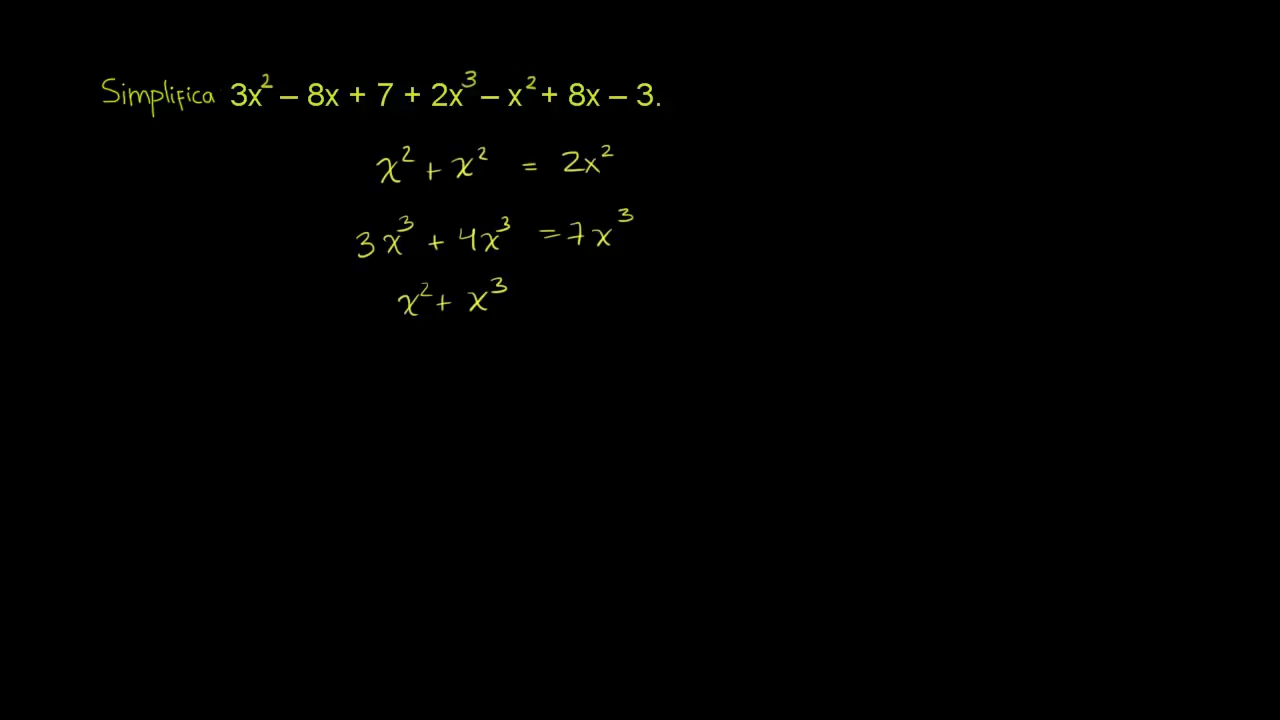 Simplifica 3x² – 8x + 7 + 2x³ – x² + 8x – 3.
x² + x² = 2x²
3x³ + 4x³ = 7x³
x² + x³